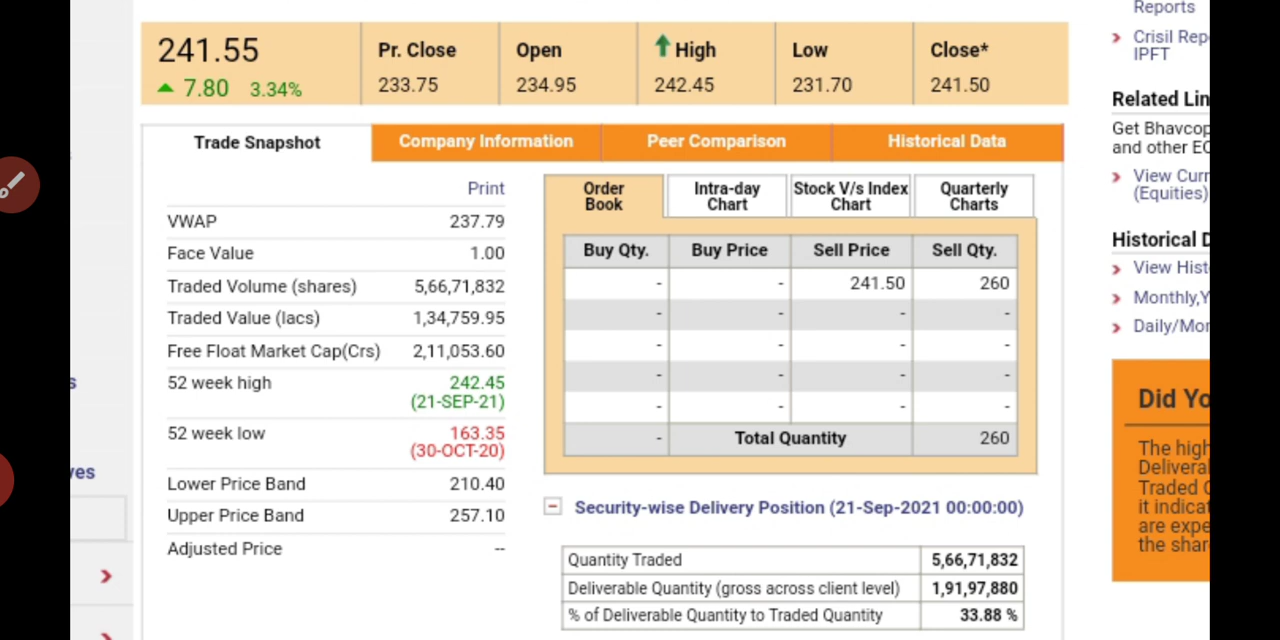 Reports
Crisil Rep
IPFT
241.55
7.80 3.34%
Pr. Close
233.75
Open
234.95
High
242.45
Low
231.70
Close*
241.50
Related Lin
Get Bhavcop
and other EQ
View Curr
(Equities)
Historical D
View Hist
Monthly,Y
Daily/Mor
Did Yo
The high
Deliveral
Traded Q
it indicat
are expe
the shar
Trade Snapshot
Company Information
Peer Comparison
Historical Data
Print
VWAP 237.79
Face Value 1.00
Traded Volume (shares) 5,66,71,832
Traded Value (lacs) 1,34,759.95
Free Float Market Cap(Crs) 2,11,053.60
52 week high 242.45
(21-SEP-21)
52 week low 163.35
(30-OCT-20)
Lower Price Band 210.40
Upper Price Band 257.10
Adjusted Price --
Order
Book
Intra-day
Chart
Stock V/s Index
Chart
Quarterly
Charts
Buy Qty. Buy Price Sell Price Sell Qty.
- - 241.50 260
- - - -
- - - -
- - - -
- - - -
- Total Quantity 260
Security-wise Delivery Position (21-Sep-2021 00:00:00)
Quantity Traded 5,66,71,832
Deliverable Quantity (gross across client level) 1,91,97,880
% of Deliverable Quantity to Traded Quantity 33.88 %
s
ves